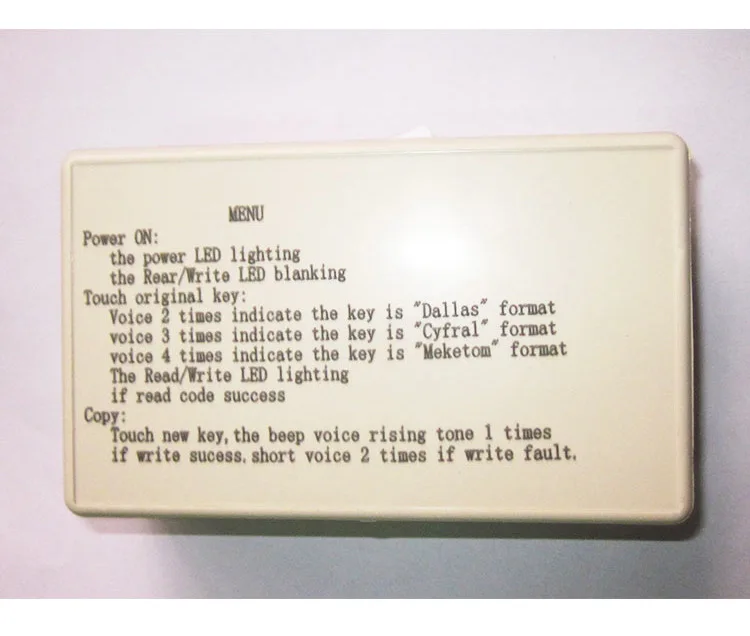 MENU
Power ON:
the power LED lighting
the Rear/Write LED blanking
Touch original key:
Voice 2 times indicate the key is "Dallas" format
voice 3 times indicate the key is "Cyfral" format
voice 4 times indicate the key is "Meketom" format
The Read/Write LED lighting
if read code success
Copy:
Touch new key,the beep voice rising tone 1 times
if write sucess,short voice 2 times if write fault.